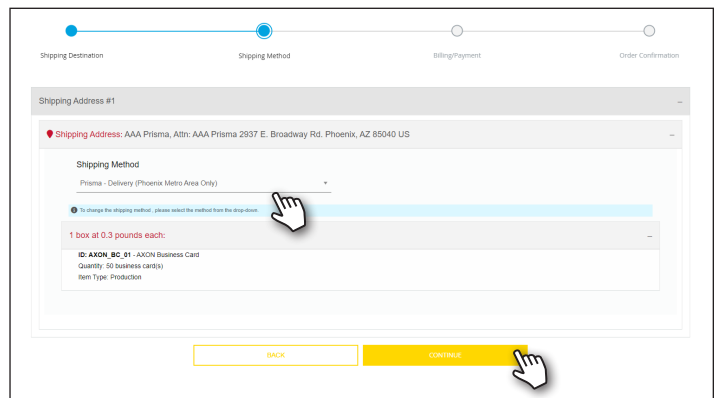 Shipping Destination
Shipping Method
Billing/Payment
Order Confirmation
Shipping Address #1
Shipping Address: AAA Prisma, Attn: AAA Prisma 2937 E. Broadway Rd. Phoenix, AZ 85040 US
Shipping Method
Prisma - Delivery (Phoenix Metro Area Only)
To change the shipping method , please select the method from the drop-down.
1 box at 0.3 pounds each:
ID: AXON_BC_01 - AXON Business Card
Quantity: 50 business card(s)
Item Type: Production
BACK
CONTINUE